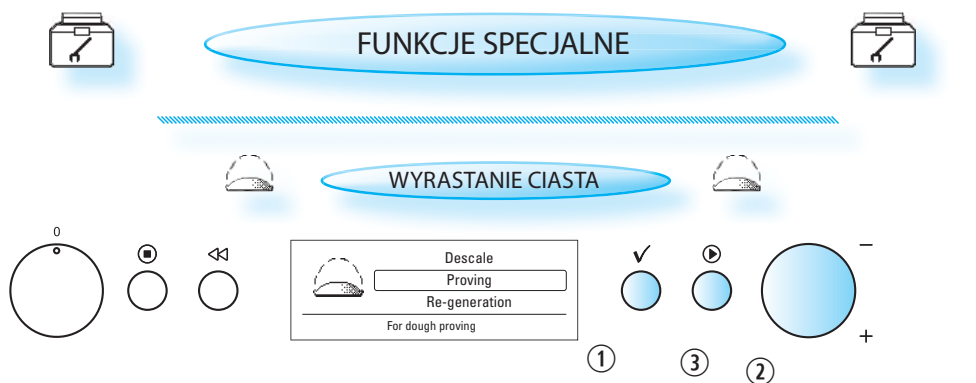 FUNKCJE SPECJALNE
WYRASTANIE CIASTA
0
Descale
Proving
Re-generation
For dough proving
−
+
① ③ ②